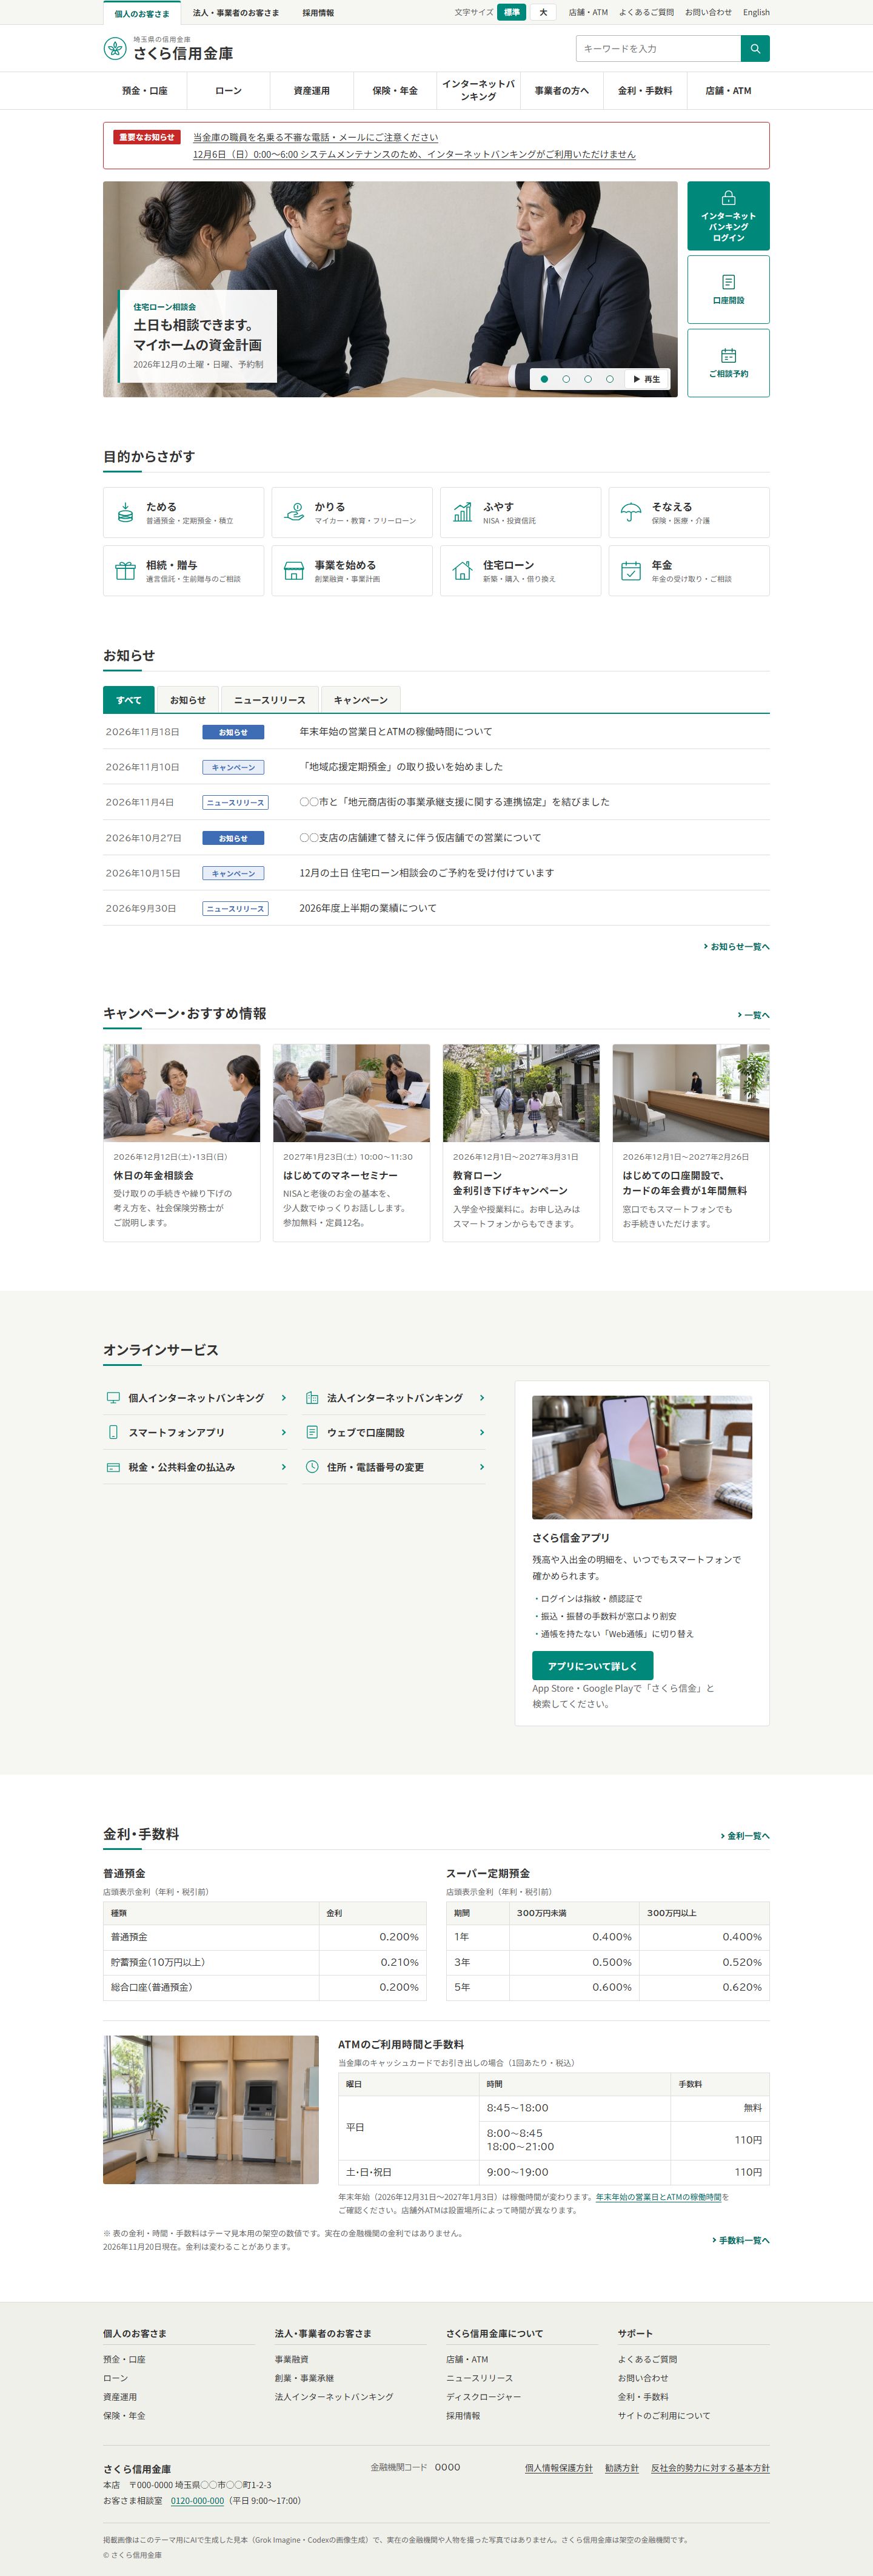 個人のお客さま
法人・事業者のお客さま
採用情報
文字サイズ
標準
大
店舗・ATM
よくあるご質問
お問い合わせ
English
埼玉県の信用金庫
さくら信用金庫
キーワードを入力
預金・口座
ローン
資産運用
保険・年金
インターネットバ
ンキング
事業者の方へ
金利・手数料
店舗・ATM
重要なお知らせ
当金庫の職員を名乗る不審な電話・メールにご注意ください
12月6日（日）0:00〜6:00 システムメンテナンスのため、インターネットバンキングがご利用いただけません
住宅ローン相談会
土日も相談できます。
マイホームの資金計画
2026年12月の土曜・日曜、予約制
再生
インターネット
バンキング
ログイン
口座開設
ご相談予約
目的からさがす
ためる
普通預金・定期預金・積立
かりる
マイカー・教育・フリーローン
ふやす
NISA・投資信託
そなえる
保険・医療・介護
相続・贈与
遺言信託・生前贈与のご相談
事業を始める
創業融資・事業計画
住宅ローン
新築・購入・借り換え
年金
年金の受け取り・ご相談
お知らせ
すべて
お知らせ
ニュースリリース
キャンペーン
2026年11月18日 お知らせ 年末年始の営業日とATMの稼働時間について
2026年11月10日 キャンペーン 「地域応援定期預金」の取り扱いを始めました
2026年11月4日 ニュースリリース 〇〇市と「地元商店街の事業承継支援に関する連携協定」を結びました
2026年10月27日 お知らせ 〇〇支店の店舗建て替えに伴う仮店舗での営業について
2026年10月15日 キャンペーン 12月の土日 住宅ローン相談会のご予約を受け付けています
2026年9月30日 ニュースリリース 2026年度上半期の業績について
お知らせ一覧へ
キャンペーン・おすすめ情報
一覧へ
2026年12月12日(土)・13日(日)
休日の年金相談会
受け取りの手続きや繰り下げの
考え方を、社会保険労務士が
ご説明します。
2027年1月23日(土) 10:00〜11:30
はじめてのマネーセミナー
NISAと老後のお金の基本を、
少人数でゆっくりお話しします。
参加無料・定員12名。
2026年12月1日〜2027年3月31日
教育ローン
金利引き下げキャンペーン
入学金や授業料に。お申し込みは
スマートフォンからもできます。
2026年12月1日〜2027年2月26日
はじめての口座開設で、
カードの年会費が1年間無料
窓口でもスマートフォンでも
お手続きいただけます。
オンラインサービス
個人インターネットバンキング
法人インターネットバンキング
スマートフォンアプリ
ウェブで口座開設
税金・公共料金の払込み
住所・電話番号の変更
さくら信金アプリ
残高や入出金の明細を、いつでもスマートフォンで
確かめられます。
・ログインは指紋・顔認証で
・振込・振替の手数料が窓口より割安
・通帳を持たない「Web通帳」に切り替え
アプリについて詳しく
App Store・Google Playで「さくら信金」と
検索してください。
金利・手数料
金利一覧へ
普通預金
店頭表示金利（年利・税引前）
種類 金利
普通預金 0.200%
貯蓄預金（10万円以上） 0.210%
総合口座（普通預金） 0.200%
スーパー定期預金
店頭表示金利（年利・税引前）
期間 300万円未満 300万円以上
1年 0.400% 0.400%
3年 0.500% 0.520%
5年 0.600% 0.620%
ATMのご利用時間と手数料
当金庫のキャッシュカードでお引き出しの場合（1回あたり・税込）
曜日 時間 手数料
平日 8:45〜18:00 無料
8:00〜8:45
18:00〜21:00
110円
土・日・祝日 9:00〜19:00 110円
年末年始（2026年12月31日〜2027年1月3日）は稼働時間が変わります。年末年始の営業日とATMの稼働時間を
ご確認ください。店舗外ATMは設置場所によって時間が異なります。
※ 表の金利・時間・手数料はテーマ見本用の架空の数値です。実在の金融機関の金利ではありません。
2026年11月20日現在。金利は変わることがあります。
手数料一覧へ
個人のお客さま
預金・口座
ローン
資産運用
保険・年金
法人・事業者のお客さま
事業融資
創業・事業承継
法人インターネットバンキング
さくら信用金庫について
店舗・ATM
ニュースリリース
ディスクロージャー
採用情報
サポート
よくあるご質問
お問い合わせ
金利・手数料
サイトのご利用について
さくら信用金庫
本店 〒000-0000 埼玉県〇〇市〇〇町1-2-3
お客さま相談室 0120-000-000（平日 9:00〜17:00）
金融機関コード 0000
個人情報保護方針
勧誘方針
反社会的勢力に対する基本方針
掲載画像はこのテーマ用にAIで生成した見本（Grok Imagine・Codexの画像生成）で、実在の金融機関や人物を撮った写真ではありません。さくら信用金庫は架空の金融機関です。
© さくら信用金庫